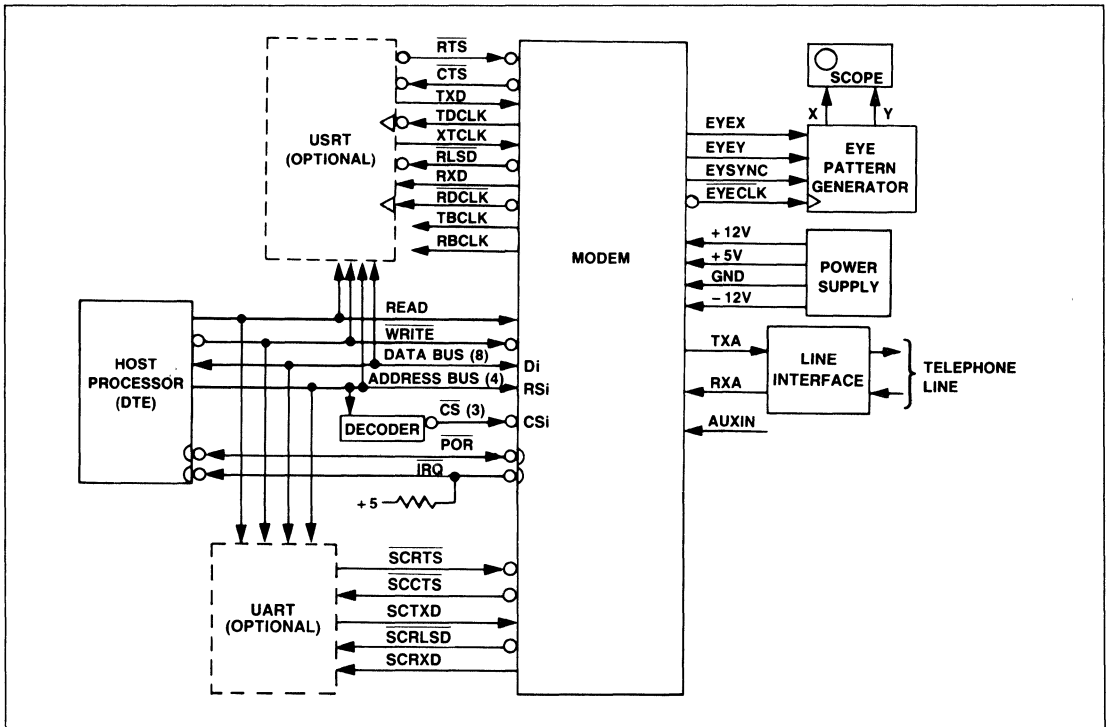 RTS
CTS
TXD
TDCLK
XTCLK
RLSD
RXD
RDCLK
TBCLK
RBCLK
USRT
(OPTIONAL)
MODEM
SCOPE
X
Y
EYEX
EYEY
EYSYNC
EYECLK
EYE
PATTERN
GENERATOR
+ 12V
+ 5V
GND
- 12V
POWER
SUPPLY
HOST
PROCESSOR
(DTE)
READ
WRITE
DATA BUS (8)
Di
ADDRESS BUS (4)
RSi
DECODER
CS (3)
CSi
POR
IRQ
+ 5
TXA
RXA
AUXIN
LINE
INTERFACE
TELEPHONE
LINE
UART
(OPTIONAL)
SCRTS
SCCTS
SCTXD
SCRLSD
SCRXD